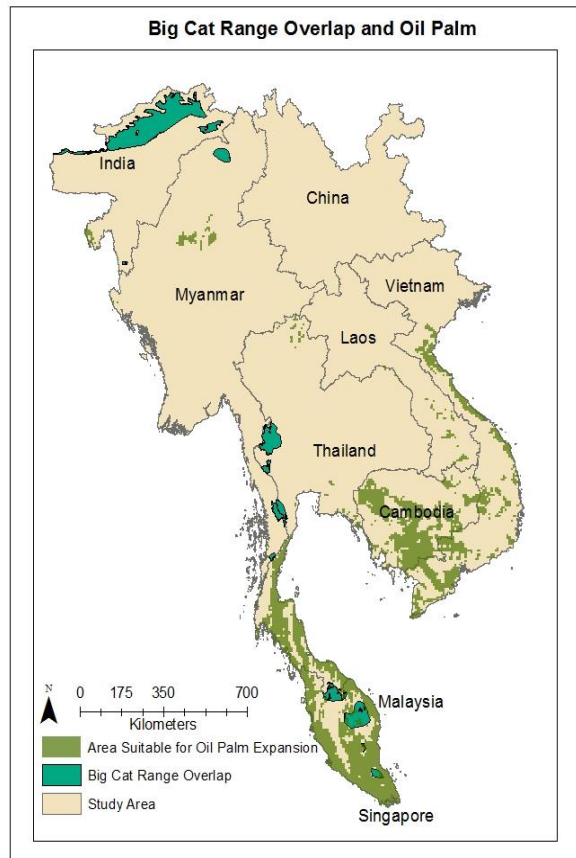 Big Cat Range Overlap and Oil Palm
India
China
Myanmar
Vietnam
Laos
Thailand
Cambodia
Malaysia
Singapore
N
0 175 350 700
Kilometers
Area Suitable for Oil Palm Expansion
Big Cat Range Overlap
Study Area